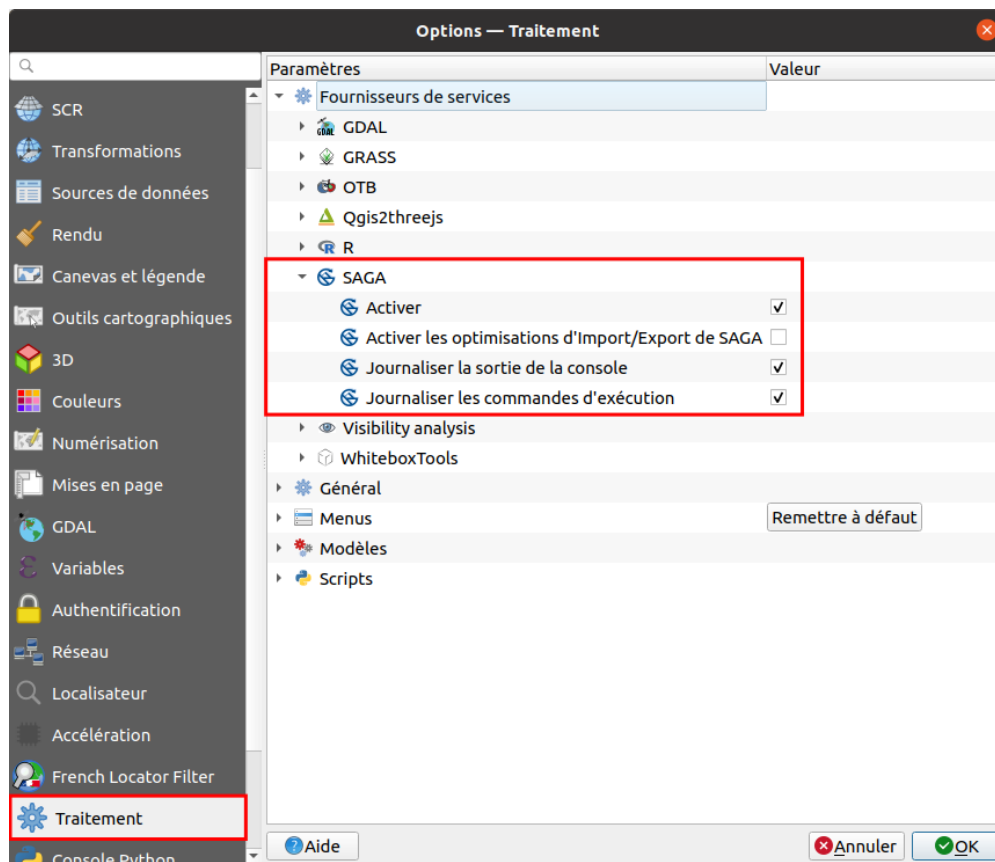 Options — Traitement
Paramètres Valeur
SCR
Transformations
Sources de données
Rendu
Canevas et légende
Outils cartographiques
3D
Couleurs
Numérisation
Mises en page
GDAL
Variables
Authentification
Réseau
Localisateur
Accélération
French Locator Filter
Traitement
Console Python
Fournisseurs de services
GDAL
GRASS
OTB
Qgis2threejs
R
SAGA
Activer
Activer les optimisations d'Import/Export de SAGA
Journaliser la sortie de la console
Journaliser les commandes d'exécution
Visibility analysis
WhiteboxTools
Général
Menus Remettre à défaut
Modèles
Scripts
Aide Annuler OK